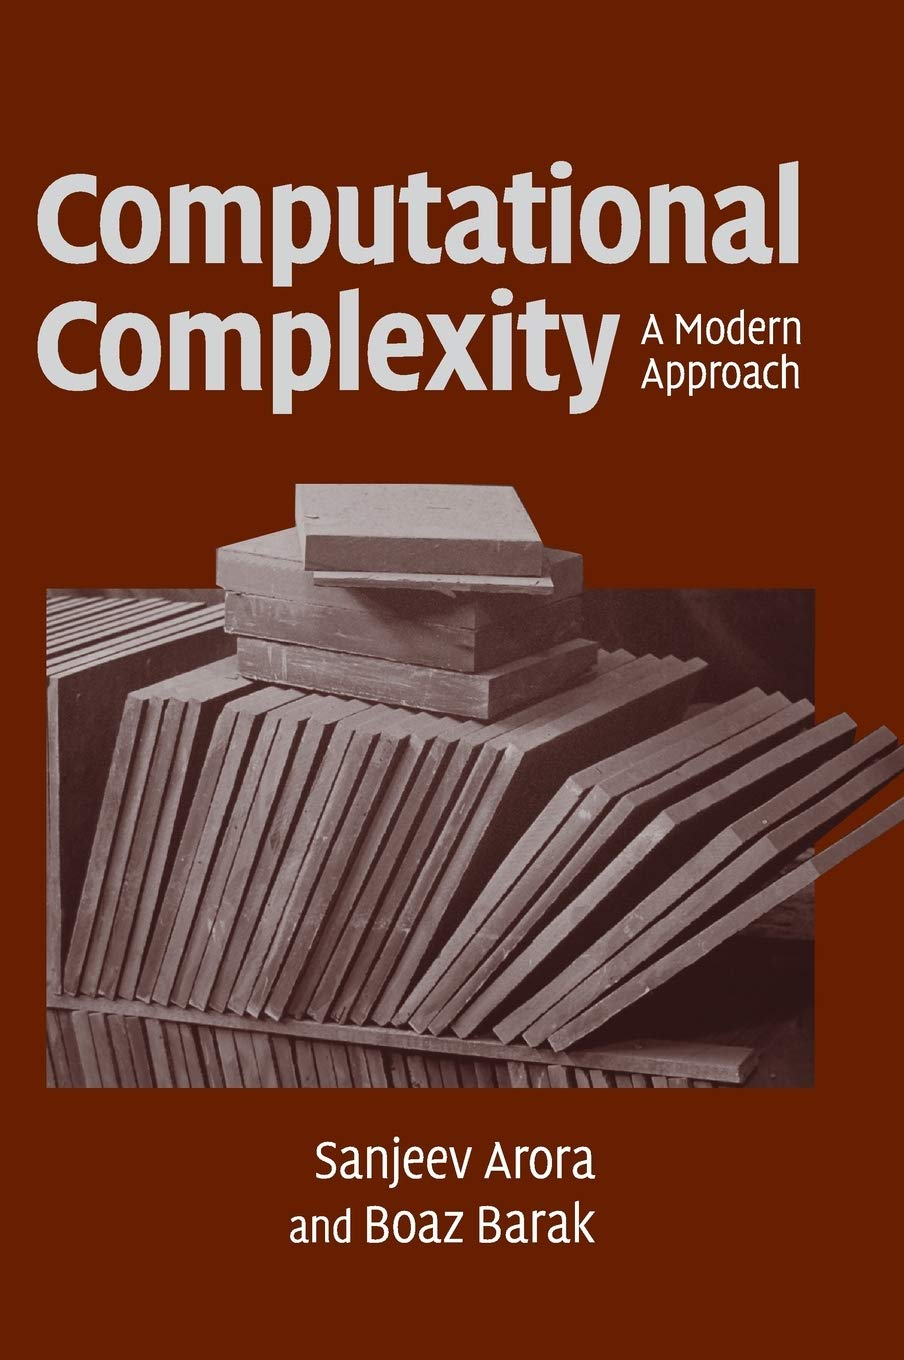 Computational
Complexity
A Modern
Approach
Sanjeev Arora
and Boaz Barak